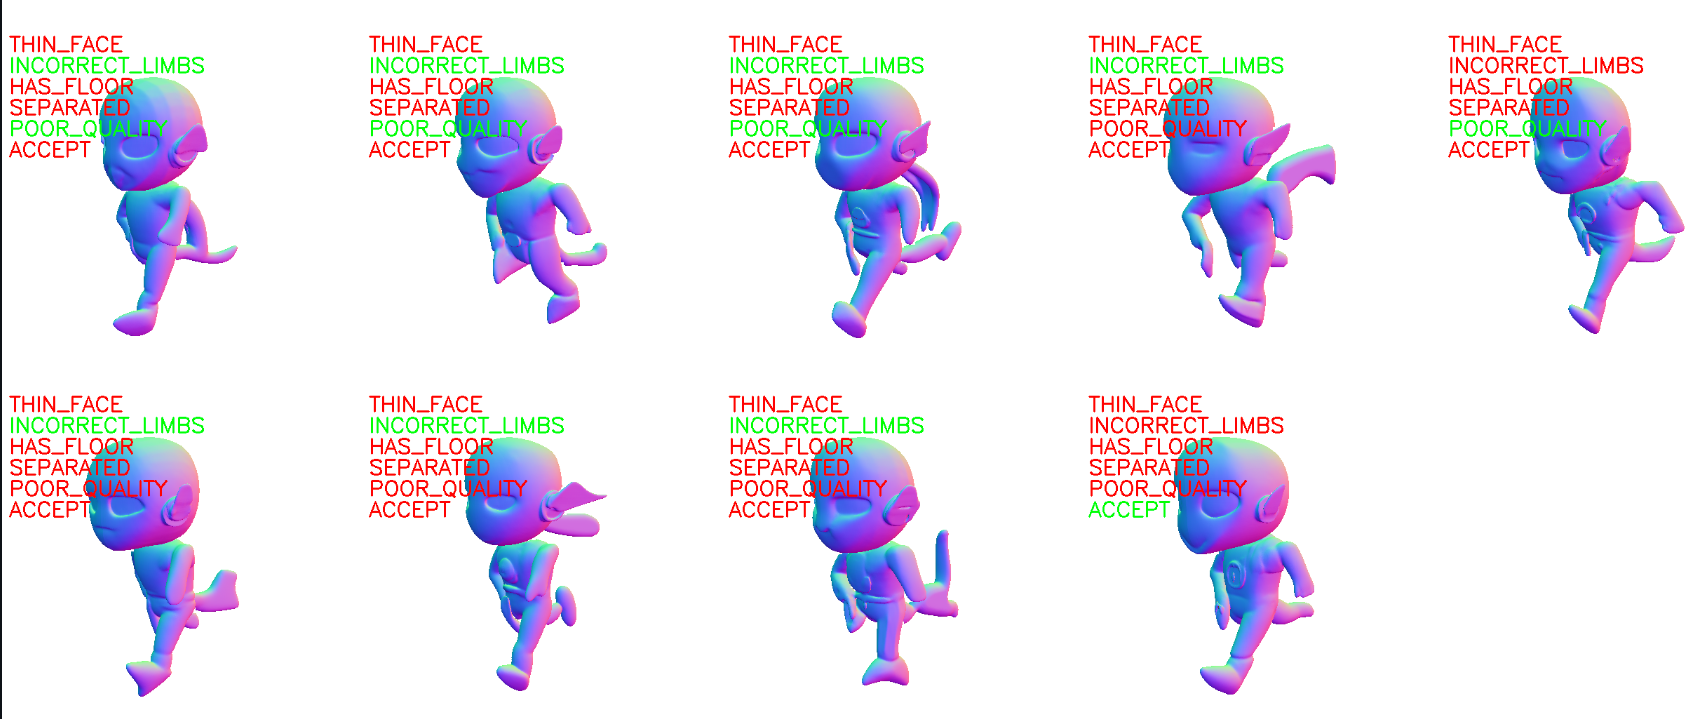 THIN_FACE
INCORRECT_LIMBS
HAS_FLOOR
SEPARATED
POOR_QUALITY
ACCEPT
THIN_FACE
INCORRECT_LIMBS
HAS_FLOOR
SEPARATED
POOR_QUALITY
ACCEPT
THIN_FACE
INCORRECT_LIMBS
HAS_FLOOR
SEPARATED
POOR_QUALITY
ACCEPT
THIN_FACE
INCORRECT_LIMBS
HAS_FLOOR
SEPARATED
POOR_QUALITY
ACCEPT
THIN_FACE
INCORRECT_LIMBS
HAS_FLOOR
SEPARATED
POOR_QUALITY
ACCEPT
THIN_FACE
INCORRECT_LIMBS
HAS_FLOOR
SEPARATED
POOR_QUALITY
ACCEPT
THIN_FACE
INCORRECT_LIMBS
HAS_FLOOR
SEPARATED
POOR_QUALITY
ACCEPT
THIN_FACE
INCORRECT_LIMBS
HAS_FLOOR
SEPARATED
POOR_QUALITY
ACCEPT
THIN_FACE
INCORRECT_LIMBS
HAS_FLOOR
SEPARATED
POOR_QUALITY
ACCEPT